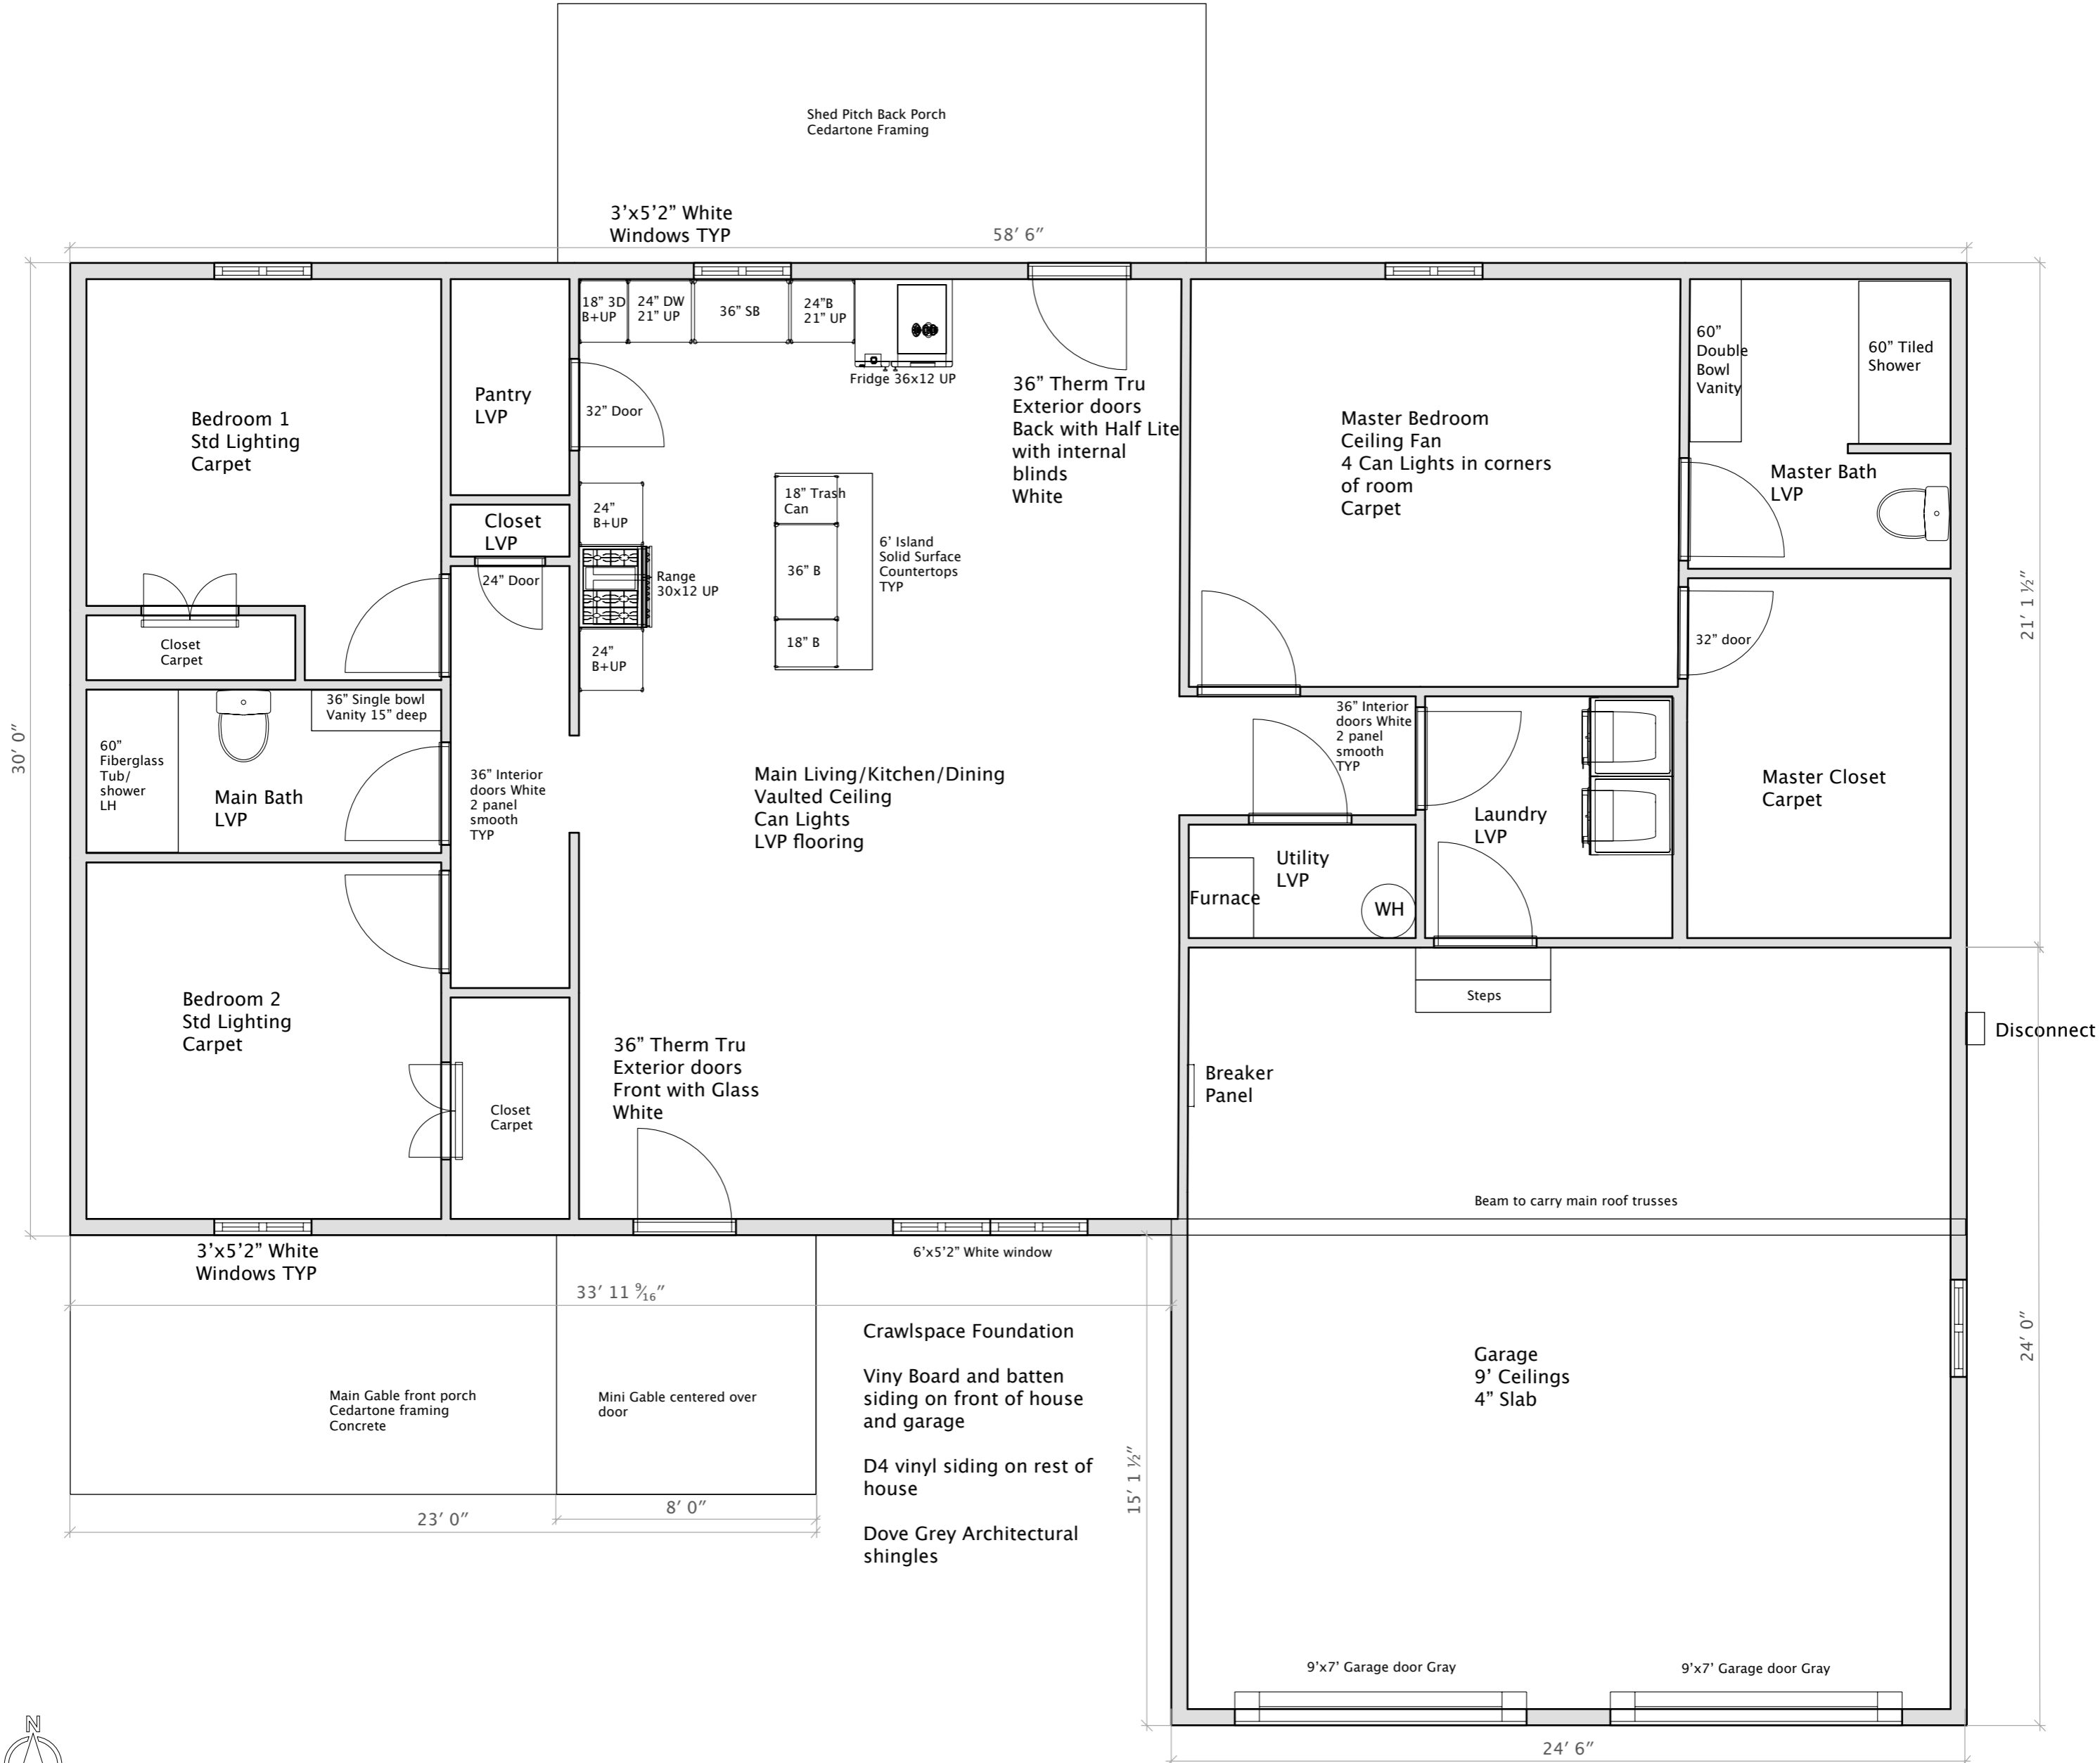 Shed Pitch Back Porch
Cedartone Framing
3’x5’2” White
Windows TYP
58′ 6″
18” 3D
B+UP
24” DW
21” UP
36” SB
24”B
21” UP
Fridge 36x12 UP
Pantry
LVP
32” Door
36” Therm Tru
Exterior doors
Back with Half Lite
with internal
blinds
White
Bedroom 1
Std Lighting
Carpet
Master Bedroom
Ceiling Fan
4 Can Lights in corners
of room
Carpet
60”
Double
Bowl
Vanity
60” Tiled
Shower
Master Bath
LVP
Closet
LVP
24” Door
24”
B+UP
Range
30x12 UP
24”
B+UP
18” Trash
Can
36” B
18” B
6’ Island
Solid Surface
Countertops
TYP
21′ 1 ½″
32” door
Closet
Carpet
36” Single bowl
Vanity 15” deep
60”
Fiberglass
Tub/
shower
LH
Main Bath
LVP
30′ 0″
36” Interior
doors White
2 panel
smooth
TYP
Main Living/Kitchen/Dining
Vaulted Ceiling
Can Lights
LVP flooring
36” Interior
doors White
2 panel
smooth
TYP
Laundry
LVP
Master Closet
Carpet
Utility
LVP
Furnace
WH
Steps
Bedroom 2
Std Lighting
Carpet
Closet
Carpet
36” Therm Tru
Exterior doors
Front with Glass
White
Breaker
Panel
Disconnect
Beam to carry main roof trusses
3’x5’2” White
Windows TYP
6’x5’2” White window
33′ 11 ⁹⁄₁₆″
Crawlspace Foundation
Viny Board and batten
siding on front of house
and garage
D4 vinyl siding on rest of
house
Dove Grey Architectural
shingles
Main Gable front porch
Cedartone framing
Concrete
Mini Gable centered over
door
Garage
9’ Ceilings
4” Slab
24′ 0″
15′ 1 ½″
8′ 0″
23′ 0″
9’x7’ Garage door Gray
9’x7’ Garage door Gray
24′ 6″
N